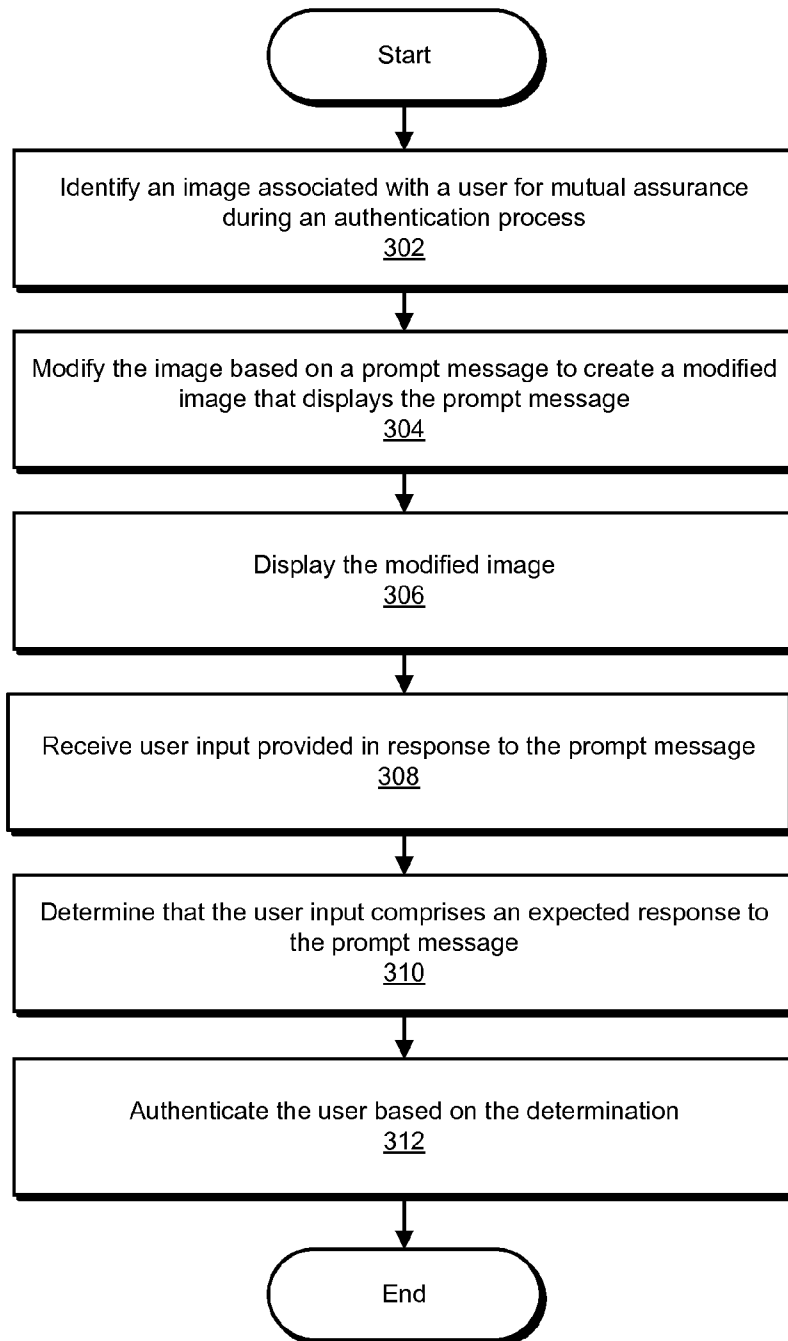 Start
Identify an image associated with a user for mutual assurance
during an authentication process
302
Modify the image based on a prompt message to create a modified
image that displays the prompt message
304
Display the modified image
306
Receive user input provided in response to the prompt message
308
Determine that the user input comprises an expected response to
the prompt message
310
Authenticate the user based on the determination
312
End